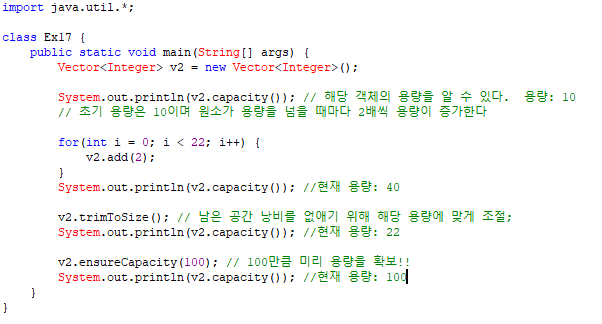 import java.util.*;
class Ex17 {
public static void main(String[] args) {
Vector<Integer> v2 = new Vector<Integer>();
System.out.println(v2.capacity()); // 해당 객체의 용량을 알 수 있다.  용량: 10
// 초기 용량은 10이며 원소가 용량을 넘을 때마다 2배씩 용량이 증가한다
for(int i = 0; i < 22; i++) {
v2.add(2);
}
System.out.println(v2.capacity()); //현재 용량: 40
v2.trimToSize(); // 남은 공간 낭비를 없애기 위해 해당 용량에 맞게 조절;
System.out.println(v2.capacity()); //현재 용량: 22
v2.ensureCapacity(100); // 100만큼 미리 용량을 확보!!
System.out.println(v2.capacity()); //현재 용량: 100
}
}